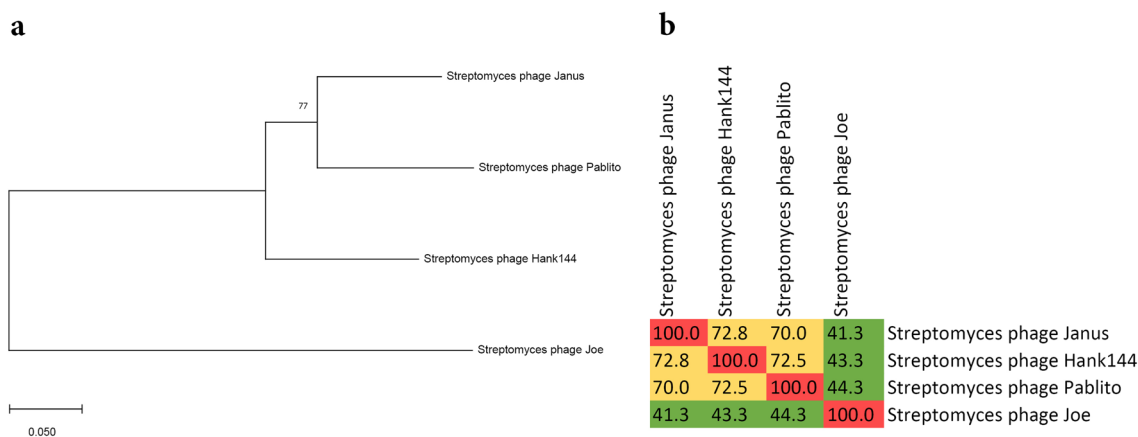 a
Streptomyces phage Janus
77
Streptomyces phage Pablito
Streptomyces phage Hank144
Streptomyces phage Joe
0.050
b
Streptomyces phage Janus
Streptomyces phage Hank144
Streptomyces phage Pablito
Streptomyces phage Joe
100.0 72.8 70.0 41.3 Streptomyces phage Janus
72.8 100.0 72.5 43.3 Streptomyces phage Hank144
70.0 72.5 100.0 44.3 Streptomyces phage Pablito
41.3 43.3 44.3 100.0 Streptomyces phage Joe